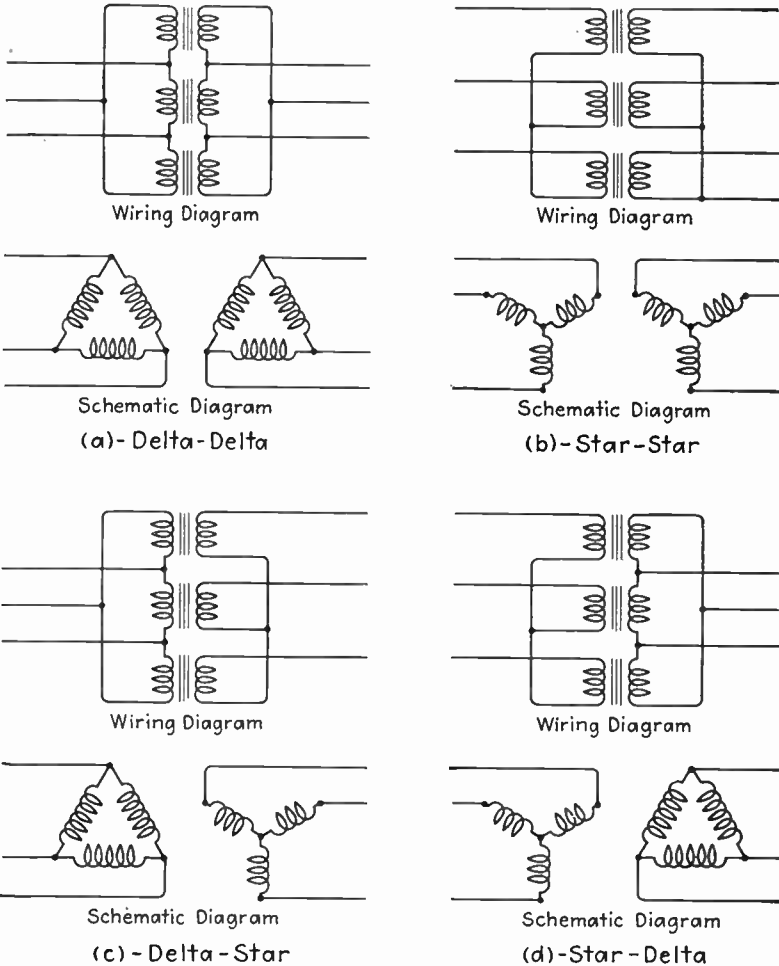 Wiring Diagram
Wiring Diagram
Schematic Diagram
Schematic Diagram
(a)-Delta-Delta
(b)-Star-Star
Wiring Diagram
Wiring Diagram
Schematic Diagram
Schematic Diagram
(c)-Delta-Star
(d)-Star-Delta